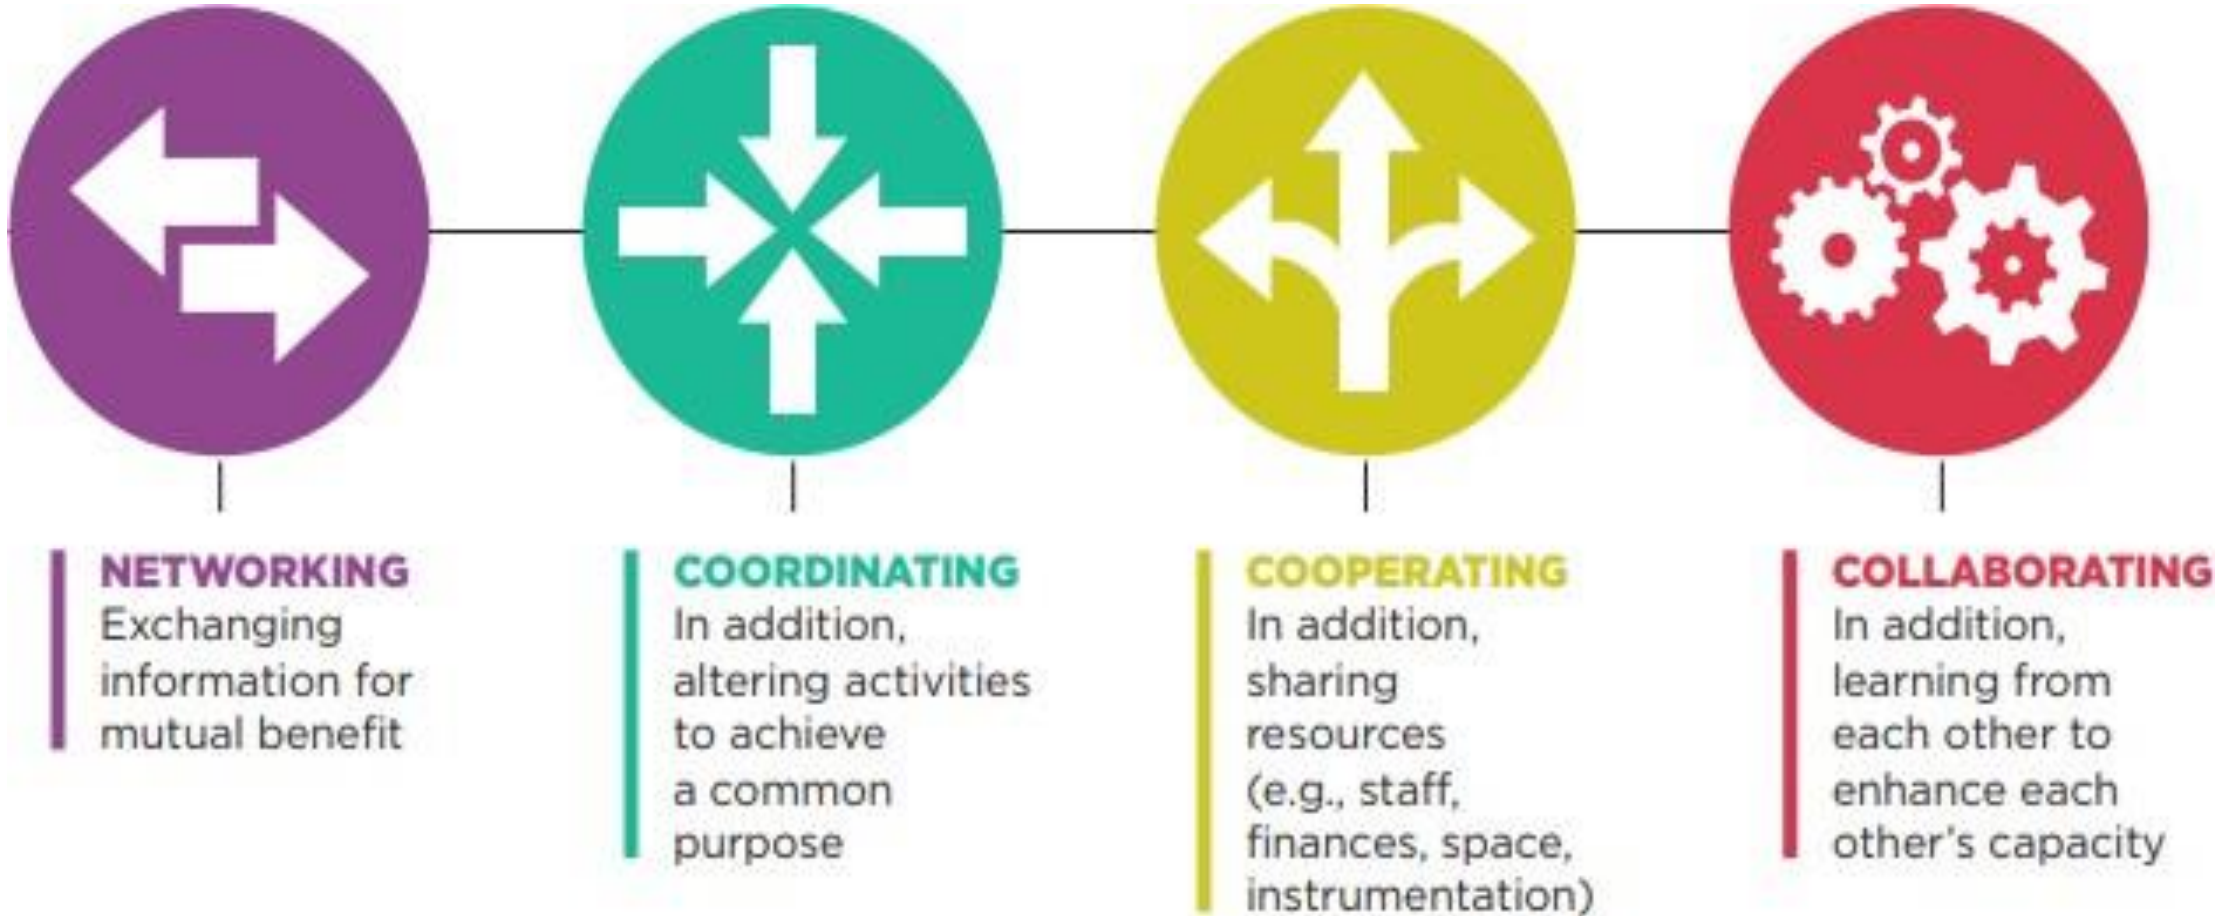 NETWORKING
Exchanging
information for
mutual benefit
COORDINATING
In addition,
altering activities
to achieve
a common
purpose
COOPERATING
In addition,
sharing
resources
(e.g., staff,
finances, space,
instrumentation)
COLLABORATING
In addition,
learning from
each other to
enhance each
other's capacity